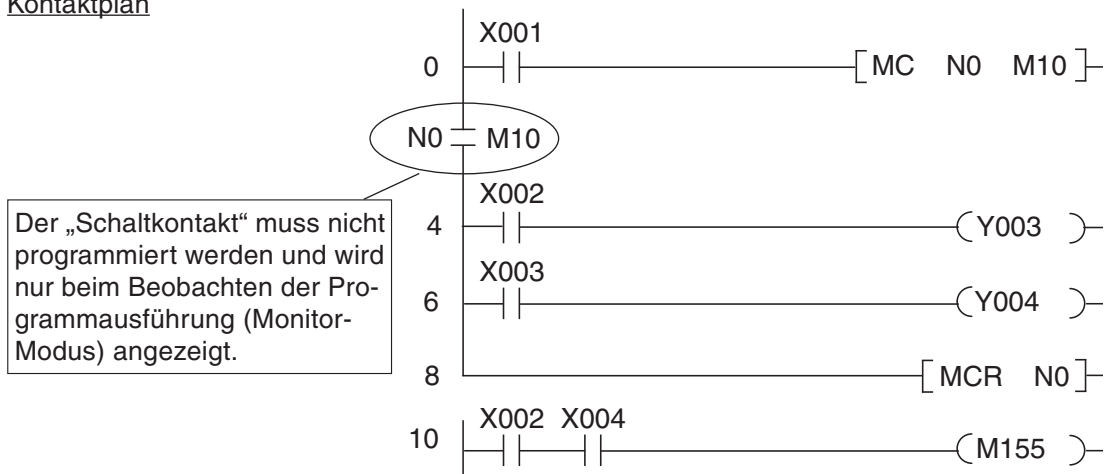 Kontaktplan
X001
0 MC N0 M10
N0 M10
Der „Schaltkontakt“ muss nicht
programmiert werden und wird
nur beim Beobachten der Pro-
grammausführung (Monitor-
Modus) angezeigt.
X002
4 Y003
X003
6 Y004
8 MCR N0
X002 X004
10 M155